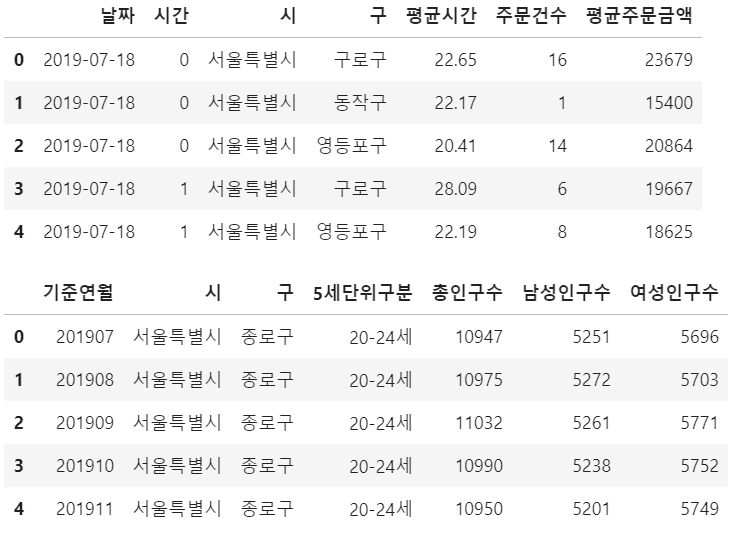 날짜 시간 시 구 평균시간 주문건수 평균주문금액
0 2019-07-18 0 서울특별시 구로구 22.65 16 23679
1 2019-07-18 0 서울특별시 동작구 22.17 1 15400
2 2019-07-18 0 서울특별시 영등포구 20.41 14 20864
3 2019-07-18 1 서울특별시 구로구 28.09 6 19667
4 2019-07-18 1 서울특별시 영등포구 22.19 8 18625
기준연월 시 구 5세단위구분 총인구수 남성인구수 여성인구수
0 201907 서울특별시 종로구 20-24세 10947 5251 5696
1 201908 서울특별시 종로구 20-24세 10975 5272 5703
2 201909 서울특별시 종로구 20-24세 11032 5261 5771
3 201910 서울특별시 종로구 20-24세 10990 5238 5752
4 201911 서울특별시 종로구 20-24세 10950 5201 5749